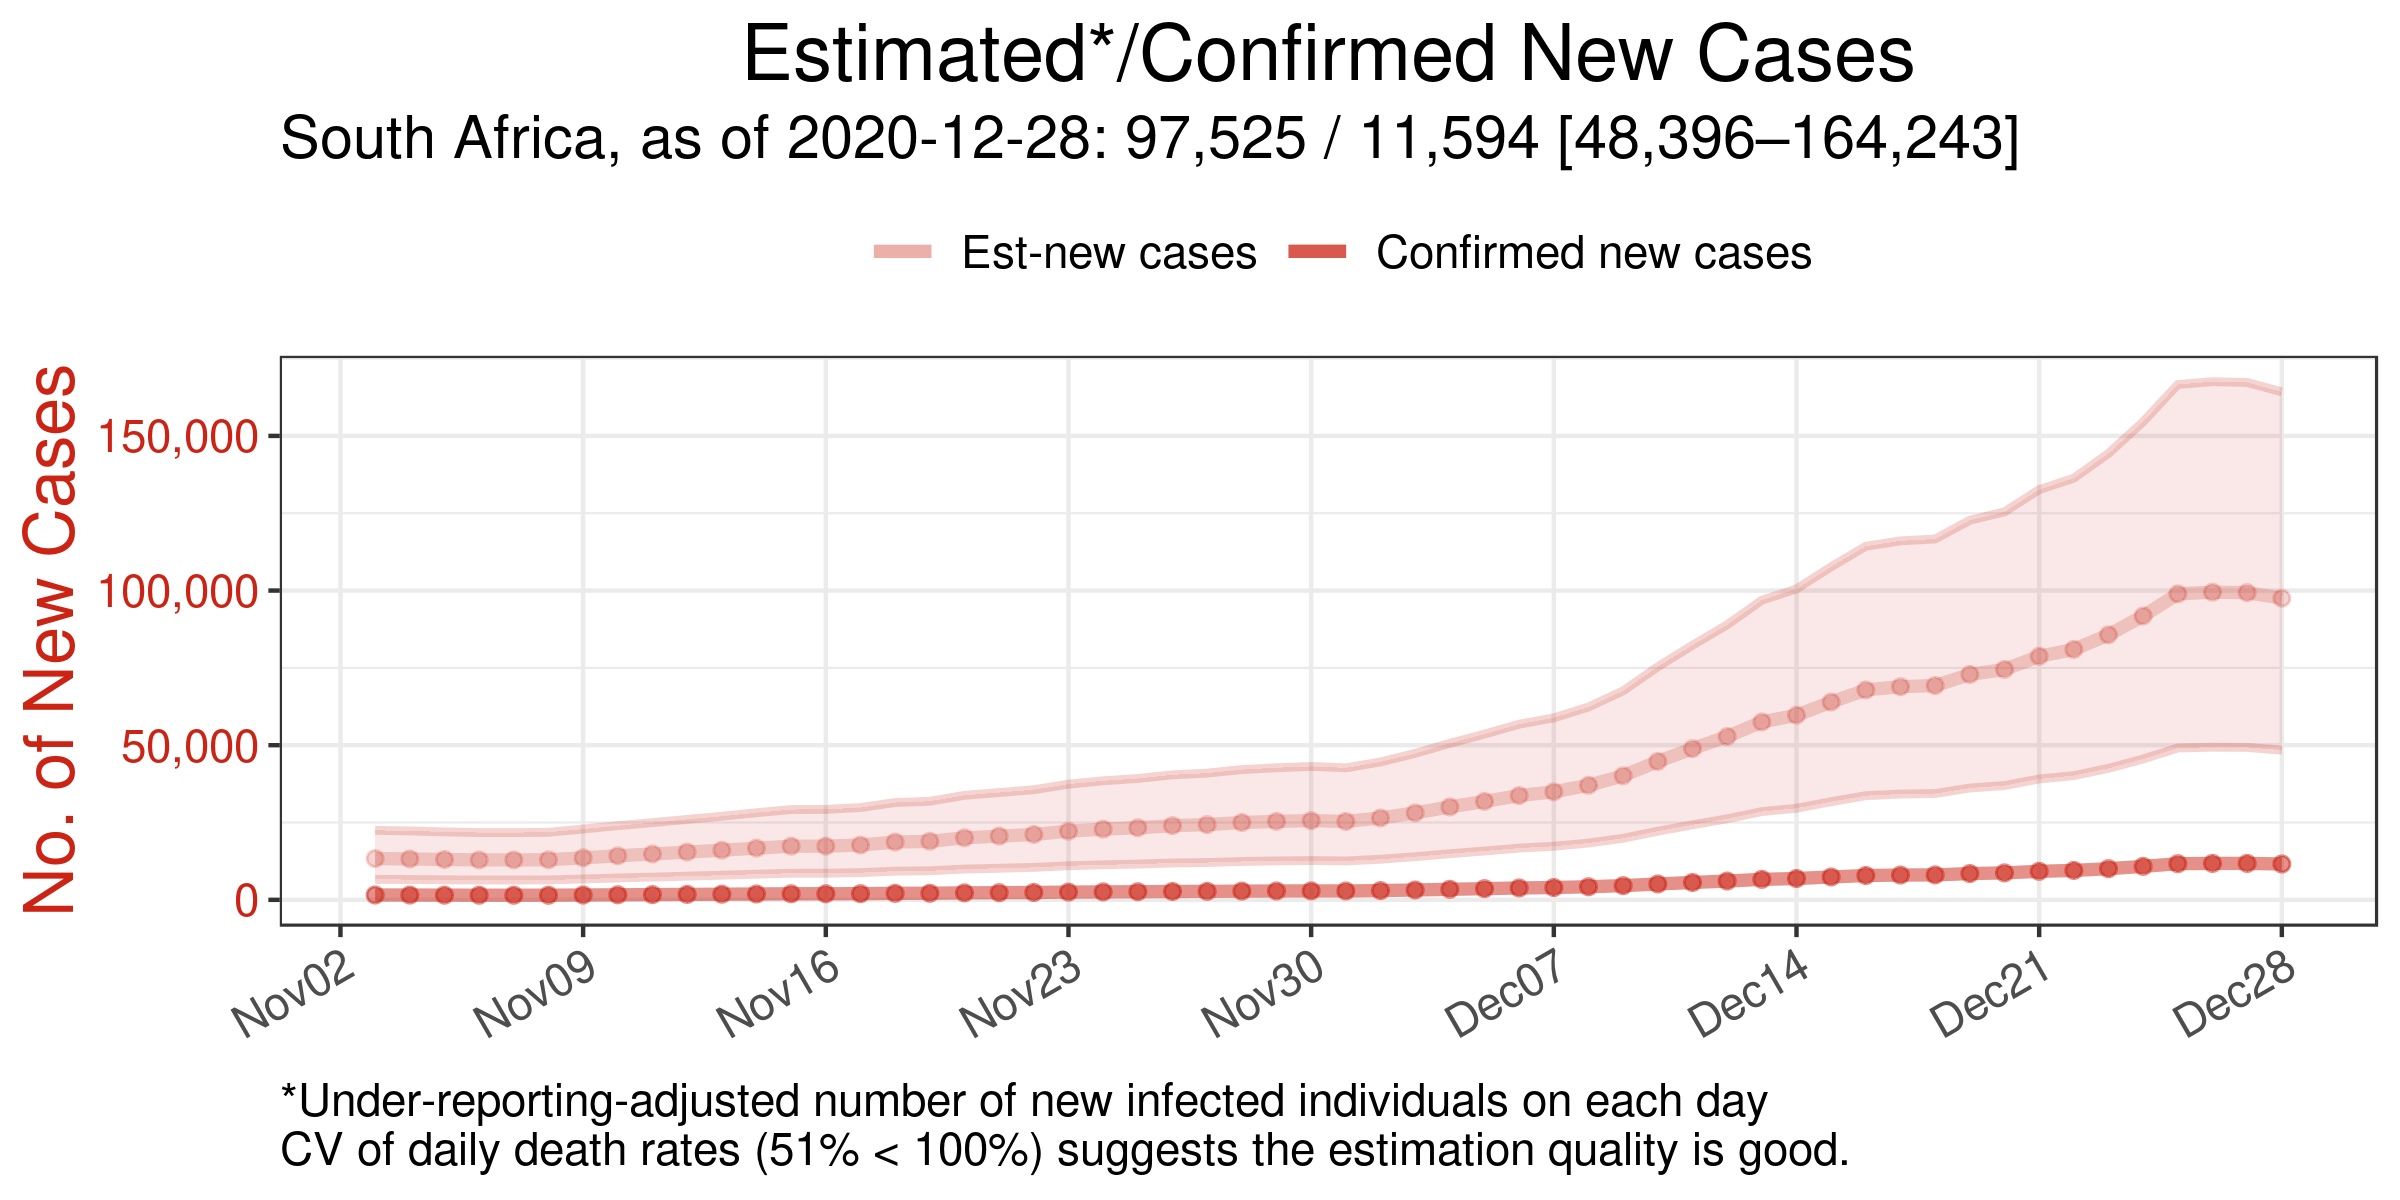 Estimated*/Confirmed New Cases
South Africa, as of 2020-12-28: 97,525 / 11,594 [48,396–164,243]
Est-new cases
Confirmed new cases
No. of New Cases
150,000
100,000
50,000
0
Nov02
Nov09
Nov16
Nov23
Nov30
Dec07
Dec14
Dec21
Dec28
*Under-reporting-adjusted number of new infected individuals on each day
CV of daily death rates (51% < 100%) suggests the estimation quality is good.